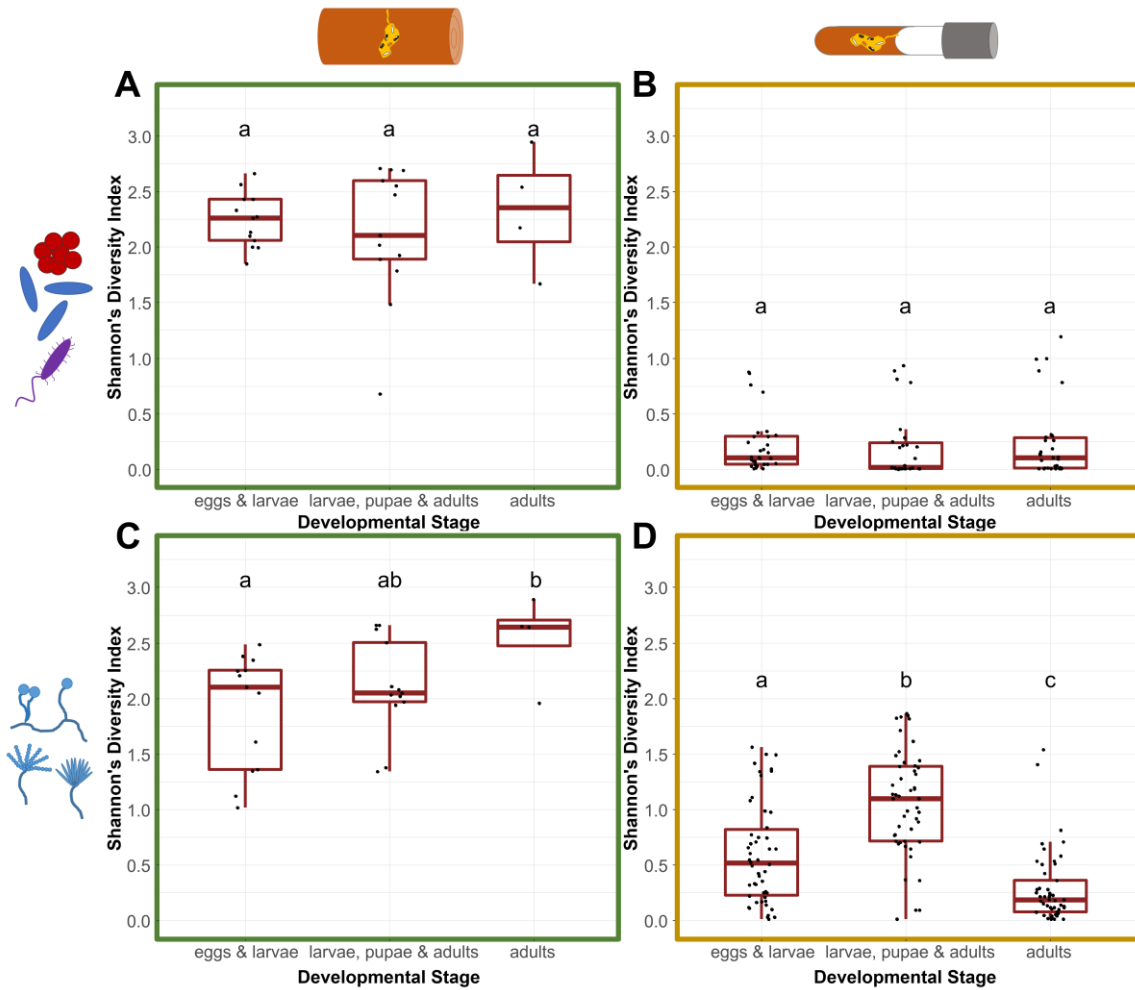 A
B
Shannon's Diversity Index
3.0
2.5
2.0
1.5
1.0
0.5
0.0
a
a
a
eggs & larvae
larvae, pupae & adults
adults
Developmental Stage
Shannon's Diversity Index
3.0
2.5
2.0
1.5
1.0
0.5
0.0
a
a
a
eggs & larvae
larvae, pupae & adults
adults
Developmental Stage
C
D
Shannon's Diversity Index
3.0
2.5
2.0
1.5
1.0
0.5
0.0
a
ab
b
eggs & larvae
larvae, pupae & adults
adults
Developmental Stage
Shannon's Diversity Index
3.0
2.5
2.0
1.5
1.0
0.5
0.0
a
b
c
eggs & larvae
larvae, pupae & adults
adults
Developmental Stage